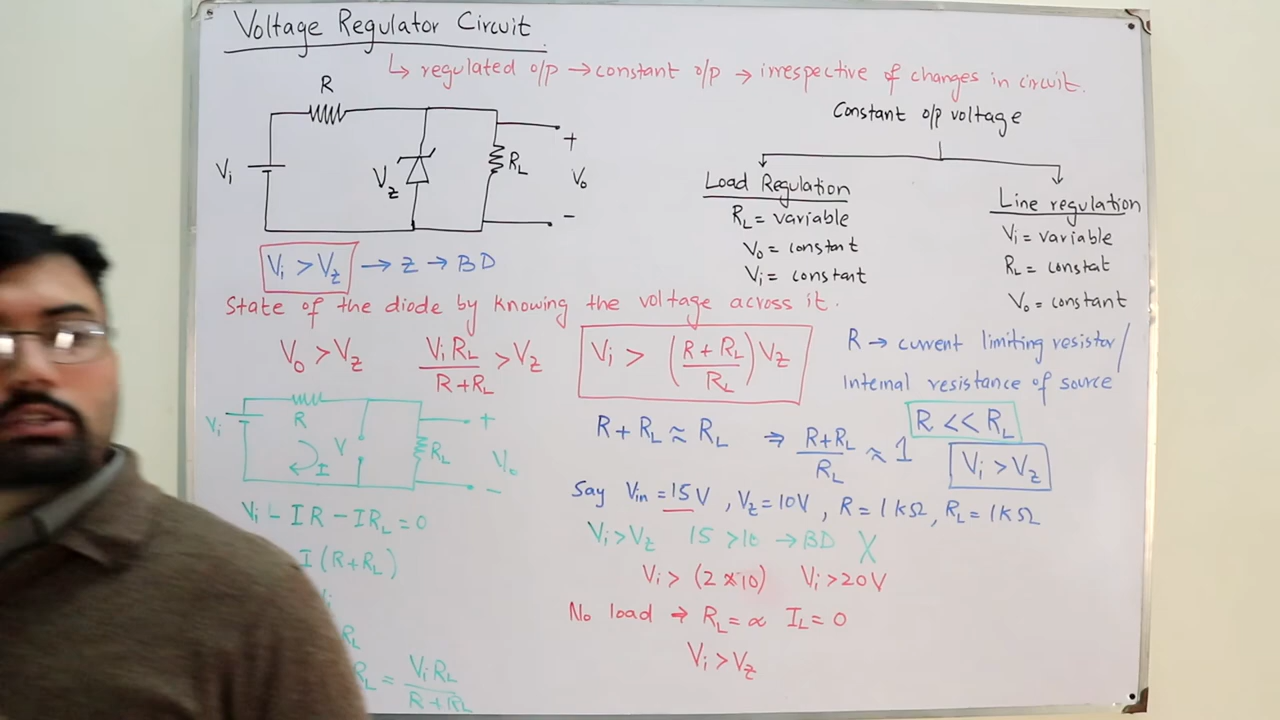 Voltage Regulator Circuit
↳ regulated o/p → constant o/p → irrespective of changes in circuit.
R
Vi
VZ
RL
+
Vo
−
Constant o/p voltage
Load Regulation
RL = variable
Vo = constant
Vi = constant
Line regulation
Vi = variable
RL = constat
Vo = constant
Vi > VZ → Z → BD
State of the diode by knowing the voltage across it.
Vo > VZ
Vi RL / R + RL > VZ
Vi > (R + RL / RL) VZ
R → current limiting resistor /
Internal resistance of source
Vi
R
I
V
RL
+
Vo
−
R + RL ≈ RL ⇒ R+RL / RL ≈ 1
R << RL
Vi > VZ
Vi − IR − IRL = 0
I (R + RL)
RL
RL = Vi RL / R + RL
Say Vin = 15V, VZ = 10V, R = 1KΩ, RL = 1KΩ
Vi > VZ 15 > 10 → BD X
Vi > (2 × 10) Vi > 20V
No load → RL = ∝ IL = 0
Vi > VZ